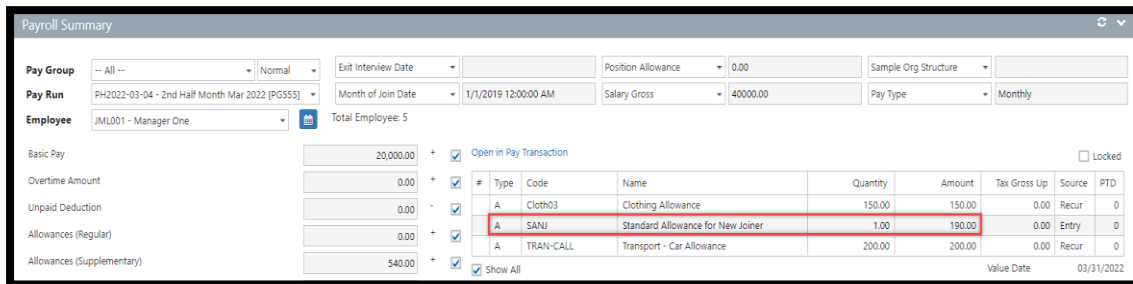 Payroll Summary
Pay Group -- All -- Normal Exit Interview Date Position Allowance 0.00 Sample Org Structure
Pay Run PH2022-03-04 - 2nd Half Month Mar 2022 [PG555] Month of Join Date 1/1/2019 12:00:00 AM Salary Gross 40000.00 Pay Type Monthly
Employee JML001 - Manager One Total Employee: 5
Basic Pay 20,000.00 + Open in Pay Transaction Locked
Overtime Amount 0.00 + # Type Code Name Quantity Amount Tax Gross Up Source PTD
Unpaid Deduction 0.00 - A Cloth03 Clothing Allowance 150.00 150.00 0.00 Recur 0
A SANJ Standard Allowance for New Joiner 1.00 190.00 0.00 Entry 0
Allowances (Regular) 0.00 + A TRAN-CALL Transport - Car Allowance 200.00 200.00 0.00 Recur 0
Allowances (Supplementary) 540.00 + Show All Value Date 03/31/2022